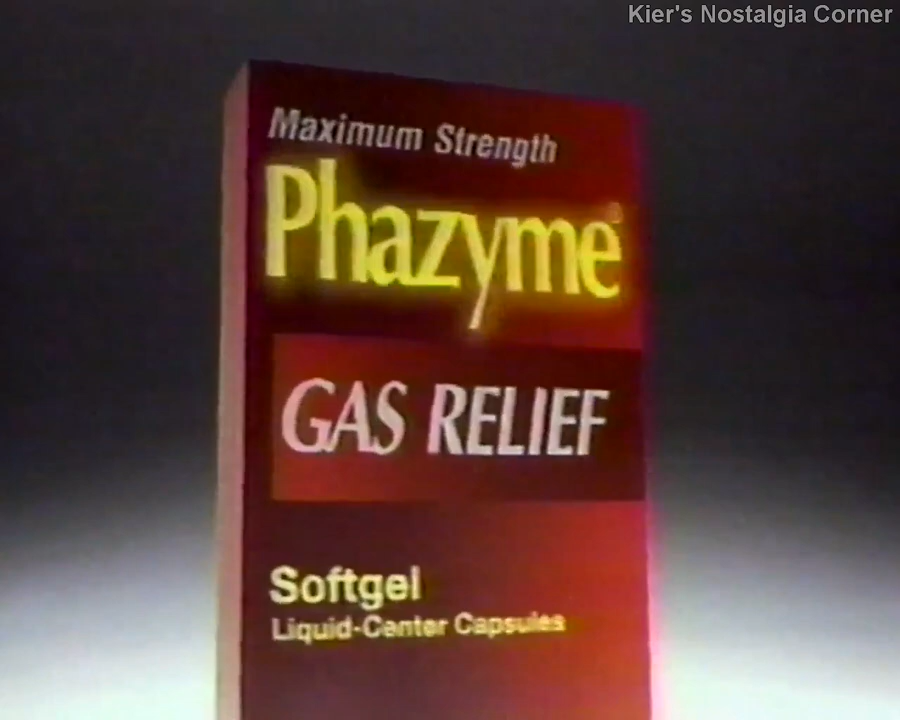 Kier's Nostalgia Corner
Maximum Strength
Phazyme®
GAS RELIEF
Softgel
Liquid-Center Capsules